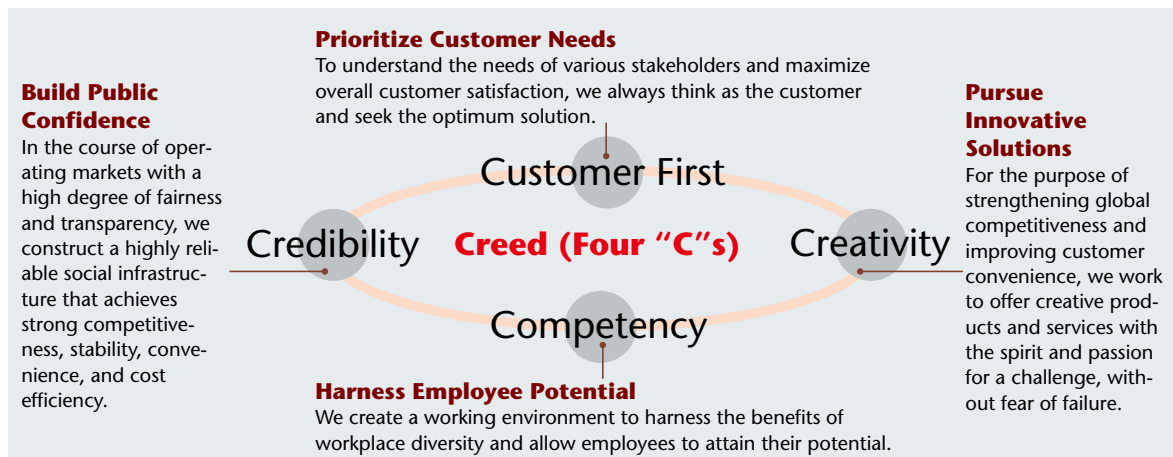 Prioritize Customer Needs
To understand the needs of various stakeholders and maximize
overall customer satisfaction, we always think as the customer
and seek the optimum solution.
Build Public
Confidence
In the course of oper-
ating markets with a
high degree of fairness
and transparency, we
construct a highly reli-
able social infrastruc-
ture that achieves
strong competitive-
ness, stability, conve-
nience, and cost
efficiency.
Customer First
Credibility
Creed (Four “C”s)
Creativity
Competency
Pursue
Innovative
Solutions
For the purpose of
strengthening global
competitiveness and
improving customer
convenience, we work
to offer creative prod-
ucts and services with
the spirit and passion
for a challenge, with-
out fear of failure.
Harness Employee Potential
We create a working environment to harness the benefits of
workplace diversity and allow employees to attain their potential.